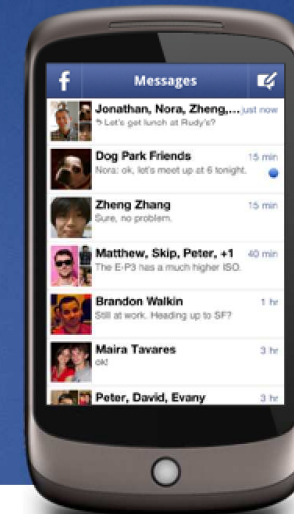 f Messages
Jonathan, Nora, Zheng,... just now
Let's get lunch at Rudy's?
Dog Park Friends 15 min
Nora: ok, let's meet up at 6 tonight.
Zheng Zhang 15 min
Sure, no problem.
Matthew, Skip, Peter, +1 40 min
The E-P3 has a much higher ISO.
Brandon Walkin 1 hr
Still at work. Heading up to SF?
Maira Tavares 3 hr
ok!
Peter, David, Evany 3 hr